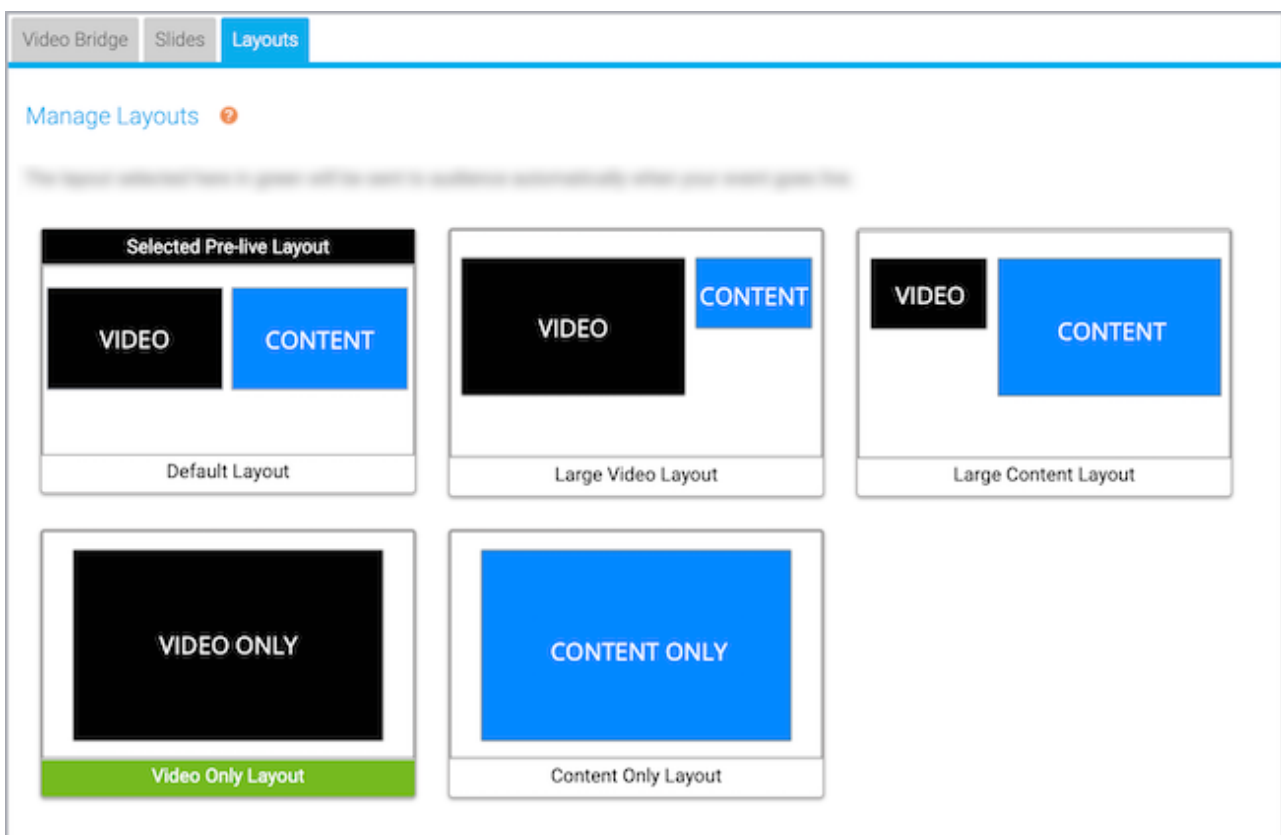 Video Bridge
Slides
Layouts
Manage Layouts
Selected Pre-live Layout
VIDEO
CONTENT
Default Layout
VIDEO
CONTENT
Large Video Layout
VIDEO
CONTENT
Large Content Layout
VIDEO ONLY
Video Only Layout
CONTENT ONLY
Content Only Layout